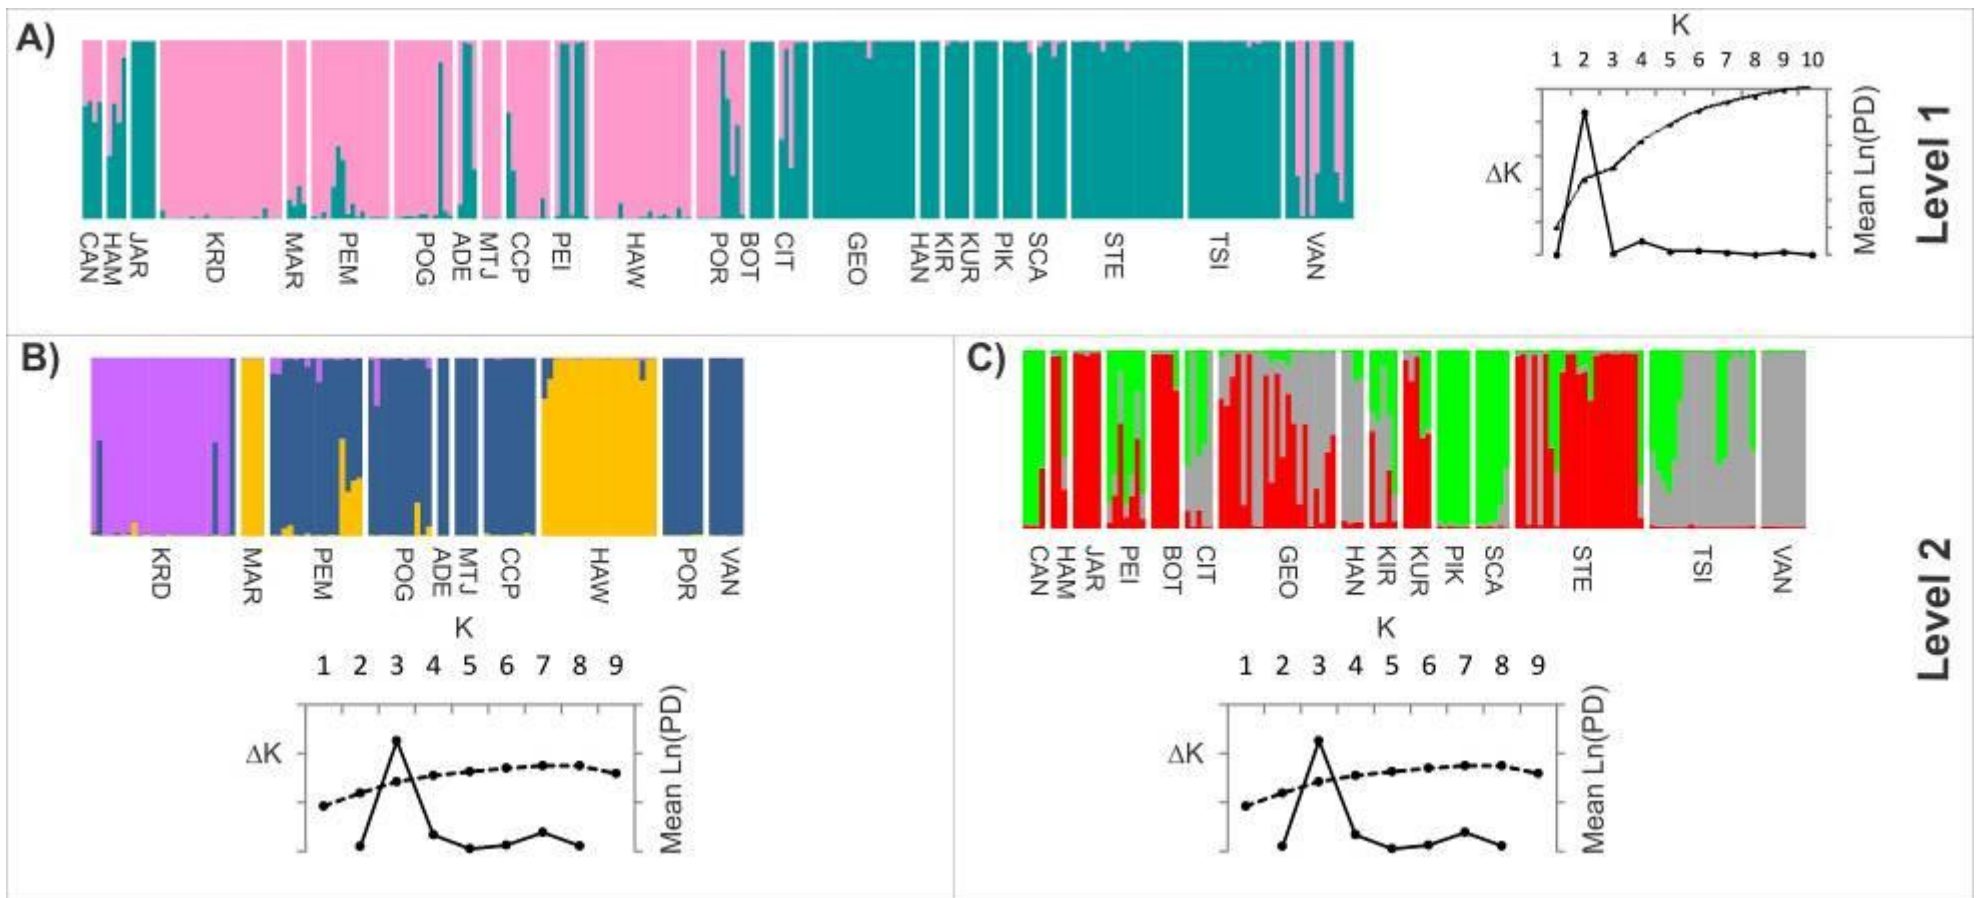 A)
CAN HAM JAR KRD MAR PEM POG ADE MTJ CCP PEI HAW POR BOT CIT GEO HAN KIR KUR PIK SCA STE TSI VAN
K
1 2 3 4 5 6 7 8 9 10
ΔK
Mean Ln(PD)
Level 1
B)
KRD MAR PEM POG ADE MTJ CCP HAW POR VAN
K
1 2 3 4 5 6 7 8 9
ΔK
Mean Ln(PD)
C)
CAN HAM JAR PEI BOT CIT GEO HAN KIR KUR PIK SCA STE TSI VAN
K
1 2 3 4 5 6 7 8 9
ΔK
Mean Ln(PD)
Level 2